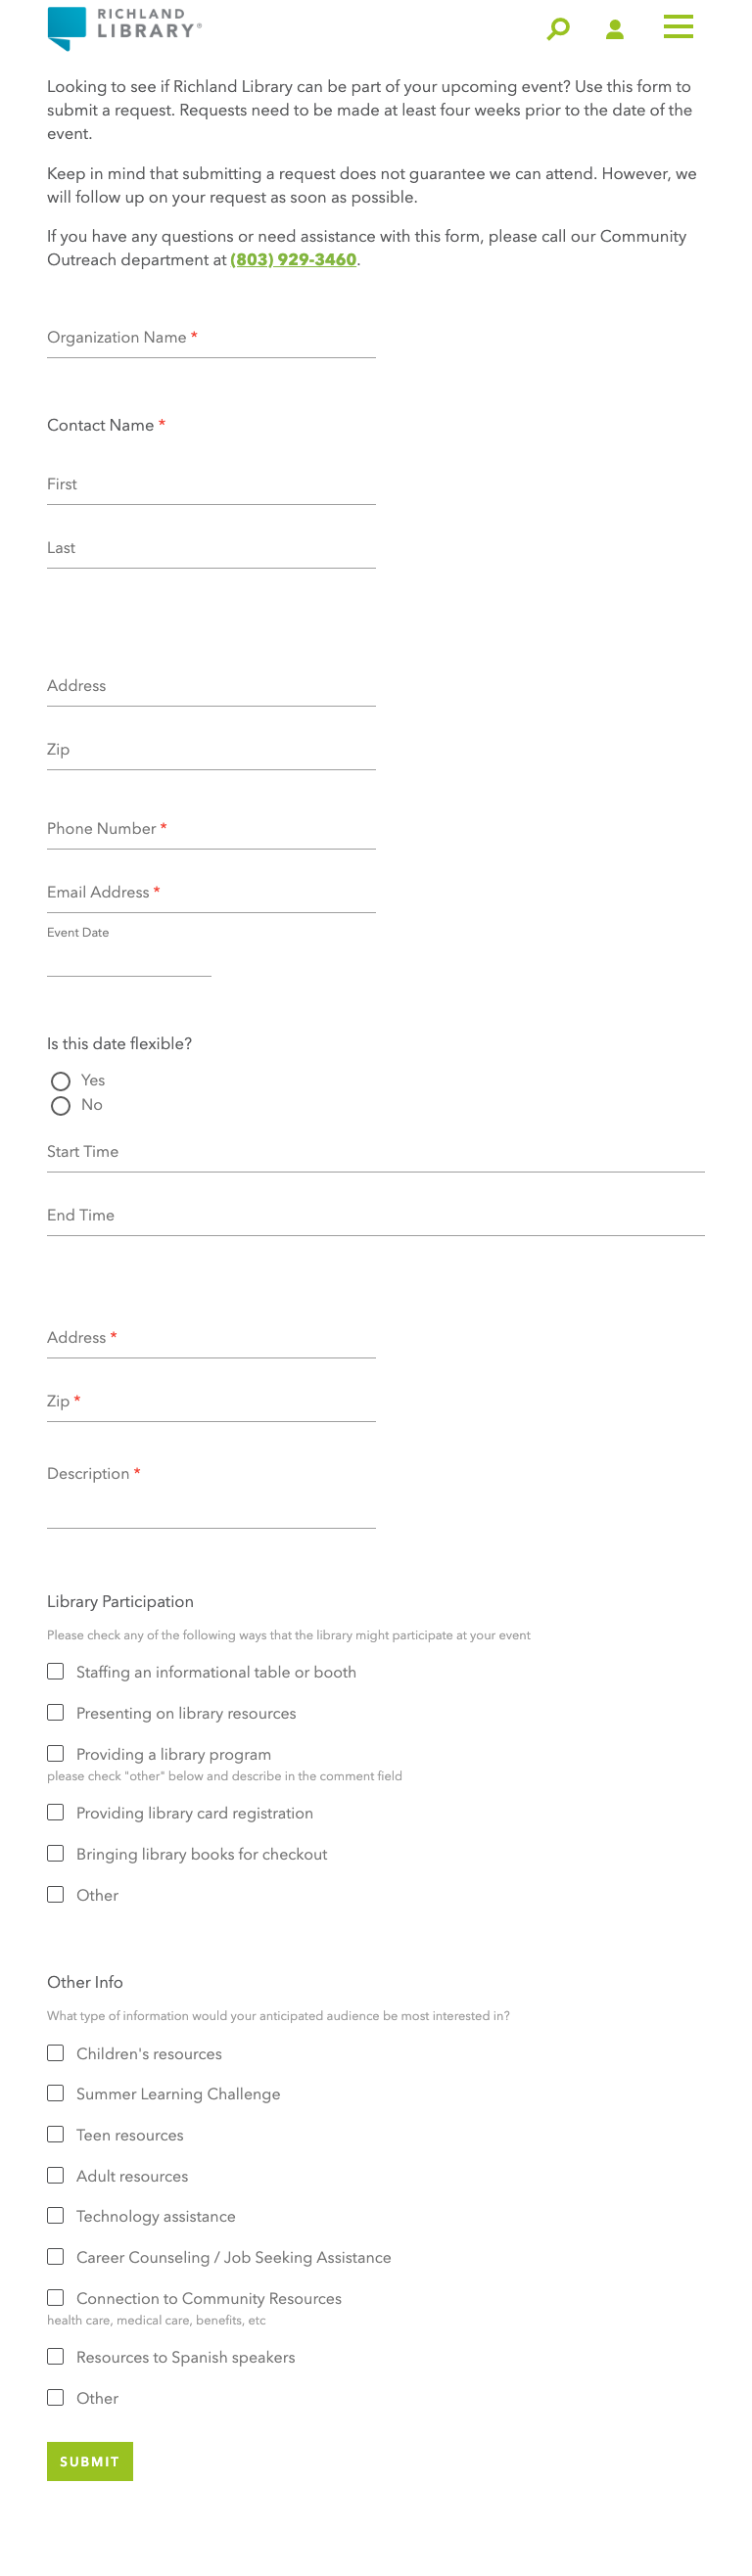 RICHLAND
LIBRARY®
Looking to see if Richland Library can be part of your upcoming event? Use this form to
submit a request. Requests need to be made at least four weeks prior to the date of the
event.
Keep in mind that submitting a request does not guarantee we can attend. However, we
will follow up on your request as soon as possible.
If you have any questions or need assistance with this form, please call our Community
Outreach department at (803) 929-3460.
Organization Name *
Contact Name *
First
Last
Address
Zip
Phone Number *
Email Address *
Event Date
Is this date flexible?
Yes
No
Start Time
End Time
Address *
Zip *
Description *
Library Participation
Please check any of the following ways that the library might participate at your event
Staffing an informational table or booth
Presenting on library resources
Providing a library program
please check "other" below and describe in the comment field
Providing library card registration
Bringing library books for checkout
Other
Other Info
What type of information would your anticipated audience be most interested in?
Children's resources
Summer Learning Challenge
Teen resources
Adult resources
Technology assistance
Career Counseling / Job Seeking Assistance
Connection to Community Resources
health care, medical care, benefits, etc
Resources to Spanish speakers
Other
SUBMIT